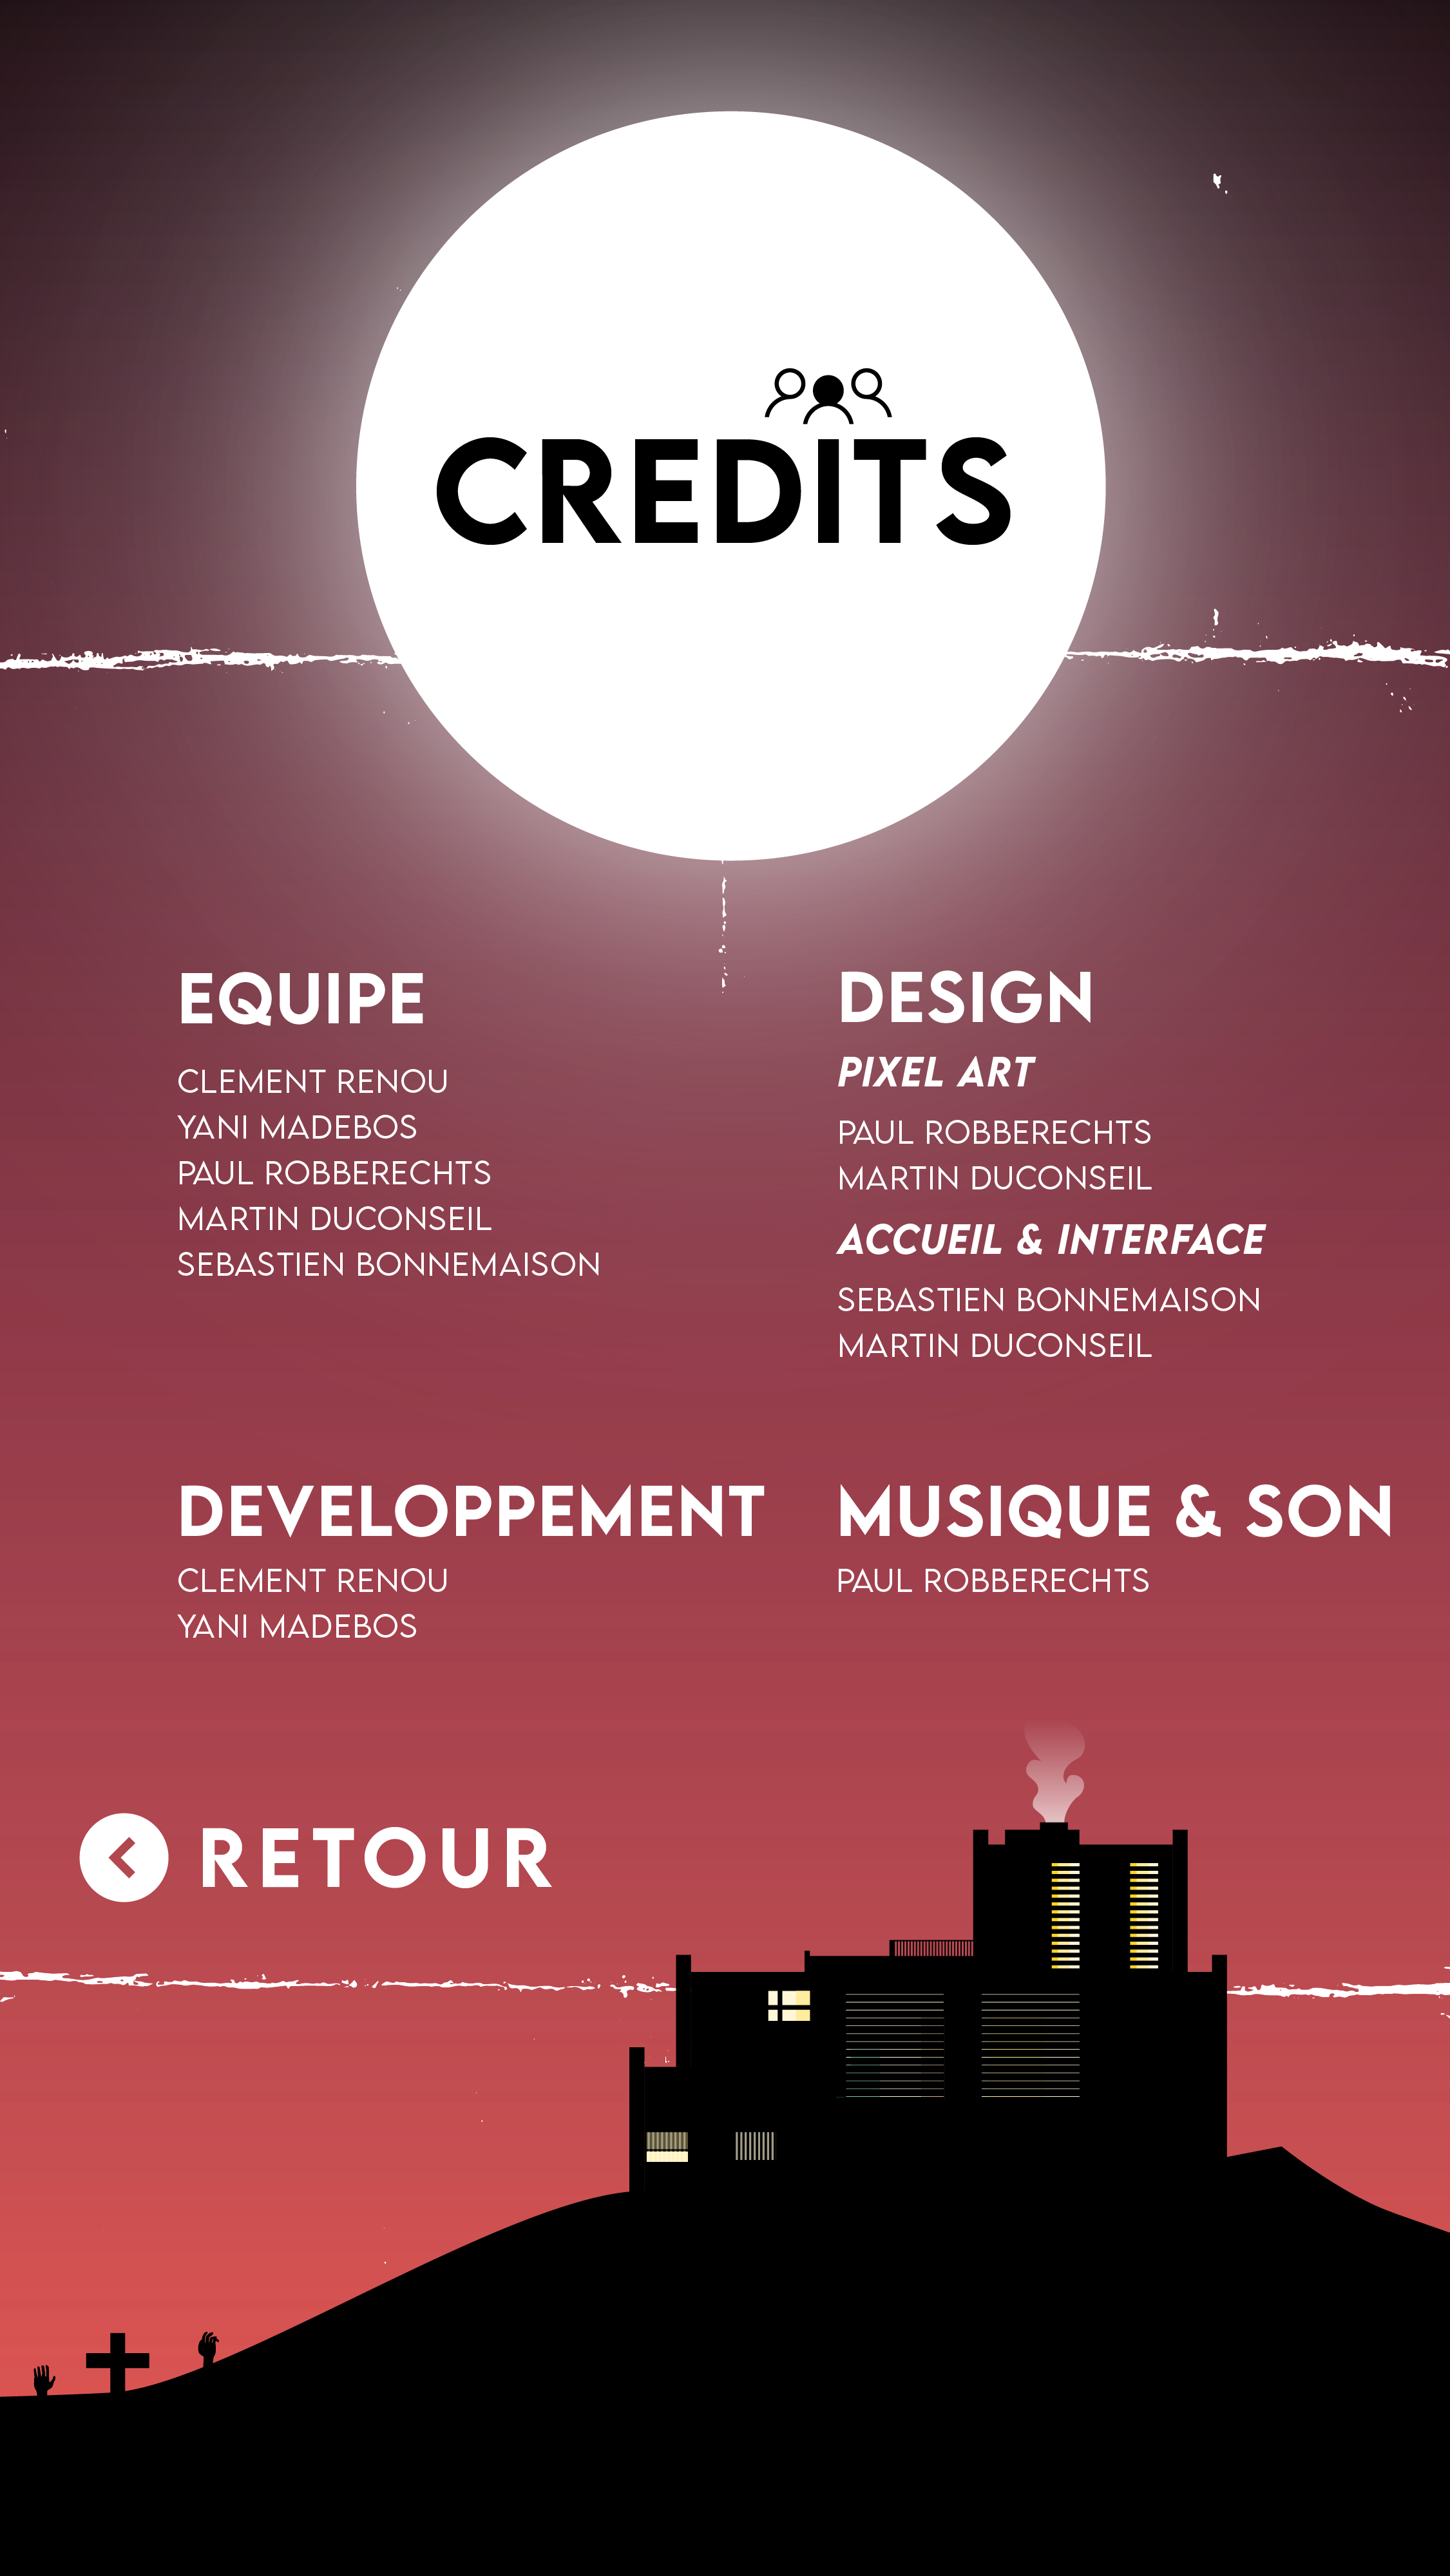 CREDITS
EQUIPE
CLEMENT RENOU
YANI MADEBOS
PAUL ROBBERECHTS
MARTIN DUCONSEIL
SEBASTIEN BONNEMAISON
DESIGN
PIXEL ART
PAUL ROBBERECHTS
MARTIN DUCONSEIL
ACCUEIL & INTERFACE
SEBASTIEN BONNEMAISON
MARTIN DUCONSEIL
DEVELOPPEMENT
CLEMENT RENOU
YANI MADEBOS
MUSIQUE & SON
PAUL ROBBERECHTS
RETOUR